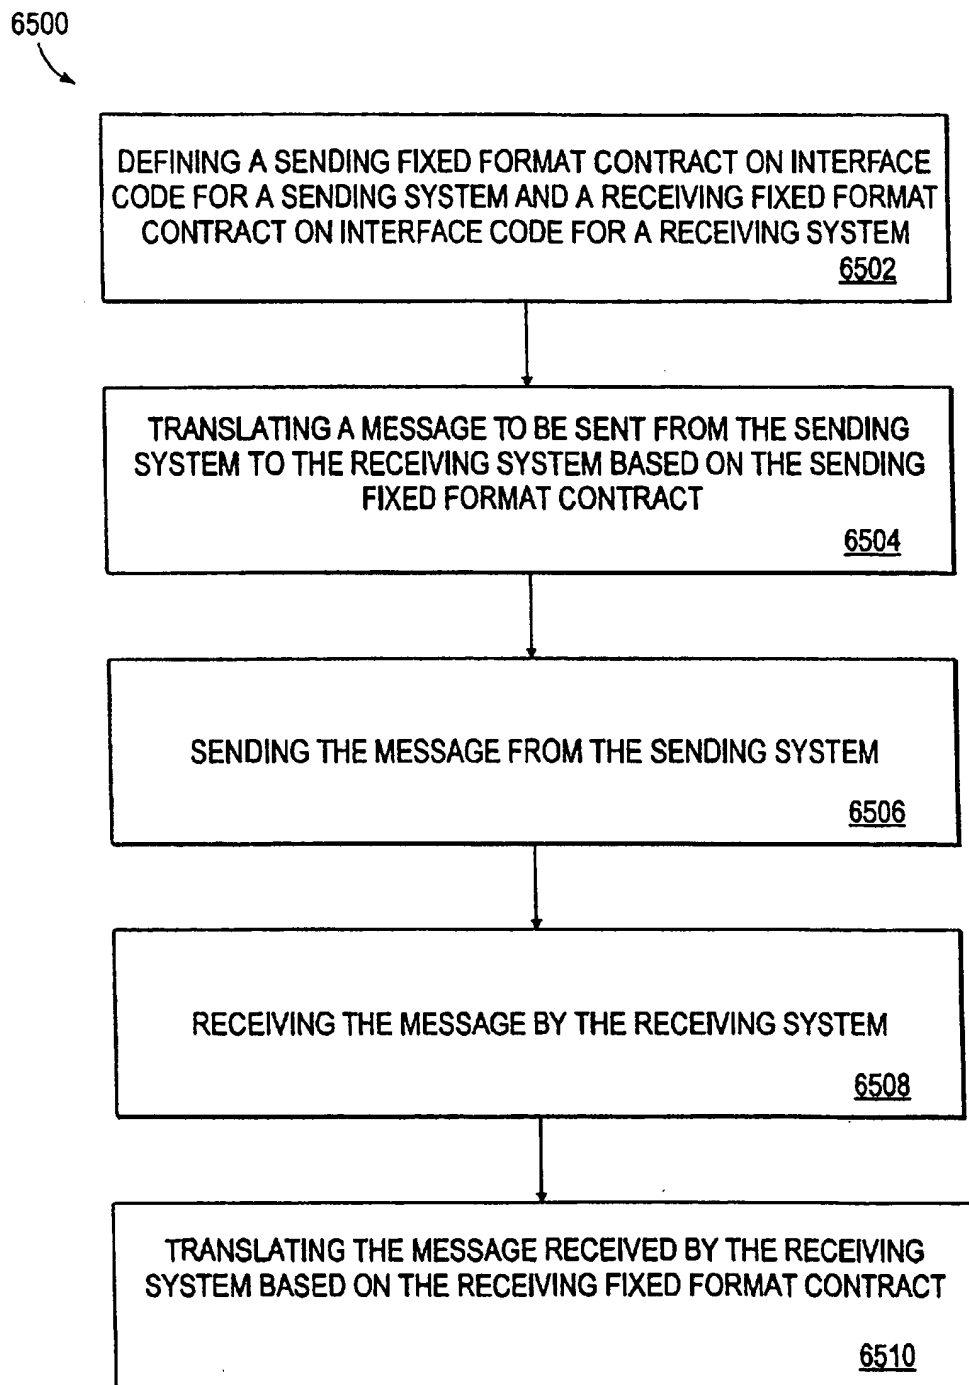 6500
DEFINING A SENDING FIXED FORMAT CONTRACT ON INTERFACE
CODE FOR A SENDING SYSTEM AND A RECEIVING FIXED FORMAT
CONTRACT ON INTERFACE CODE FOR A RECEIVING SYSTEM
6502
TRANSLATING A MESSAGE TO BE SENT FROM THE SENDING
SYSTEM TO THE RECEIVING SYSTEM BASED ON THE SENDING
FIXED FORMAT CONTRACT
6504
SENDING THE MESSAGE FROM THE SENDING SYSTEM
6506
RECEIVING THE MESSAGE BY THE RECEIVING SYSTEM
6508
TRANSLATING THE MESSAGE RECEIVED BY THE RECEIVING
SYSTEM BASED ON THE RECEIVING FIXED FORMAT CONTRACT
6510